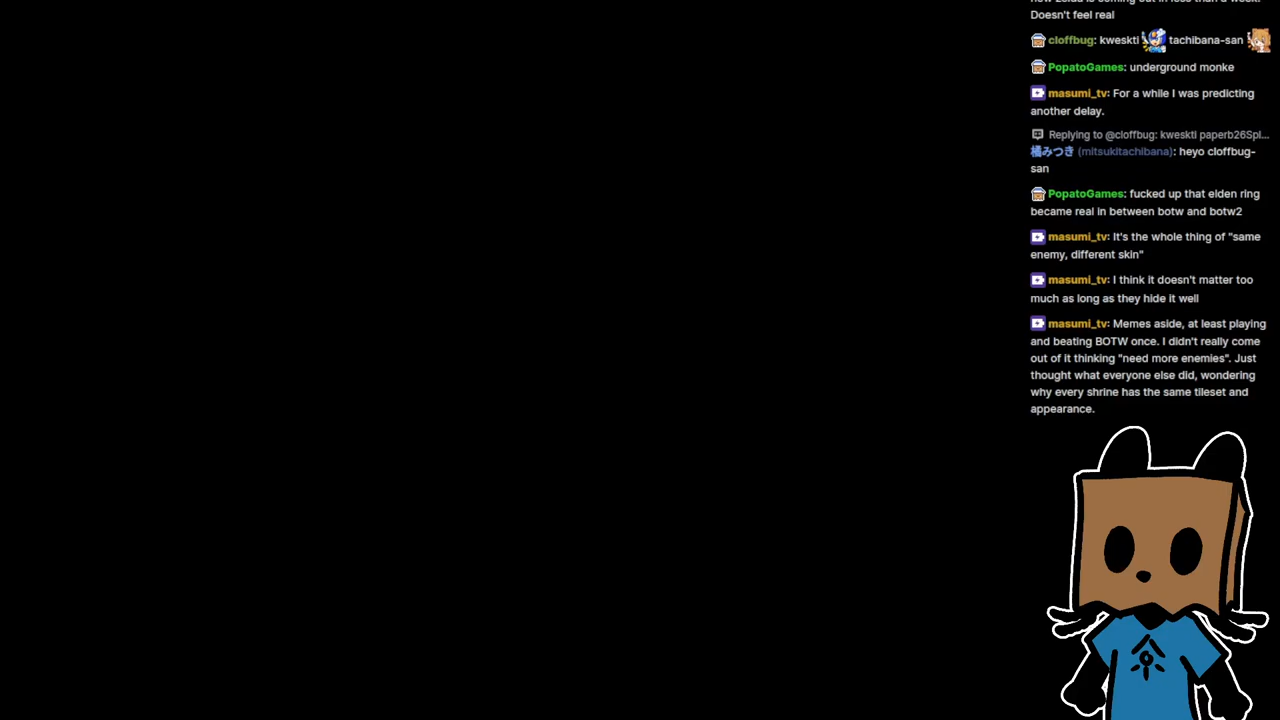 Doesn't feel real
cloffbug: kweskti tachibana-san
PopatoGames: underground monke
masumi_tv: For a while I was predicting
another delay.
Replying to @cloffbug: kweskti paperb26Spl...
橘みつき (mitsukitachibana): heyo cloffbug-
san
PopatoGames: fucked up that elden ring
became real in between botw and botw2
masumi_tv: It's the whole thing of "same
enemy, different skin"
masumi_tv: I think it doesn't matter too
much as long as they hide it well
masumi_tv: Memes aside, at least playing
and beating BOTW once. I didn't really come
out of it thinking "need more enemies". Just
thought what everyone else did, wondering
why every shrine has the same tileset and
appearance.